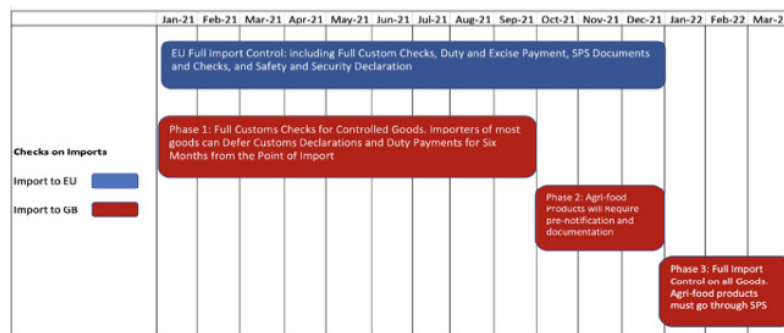 Jan-21 Feb-21 Mar-21 Apr-21 May-21 Jun-21 Jul-21 Aug-21 Sep-21 Oct-21 Nov-21 Dec-21 Jan-22 Feb-22 Mar-2
EU Full Import Control: including Full Custom Checks, Duty and Excise Payment, SPS Documents
and Checks, and Safety and Security Declaration
Phase 1: Full Customs Checks for Controlled Goods. Importers of most
goods can Defer Customs Declarations and Duty Payments for Six
Months from the Point of Import
Checks on Imports
Import to EU
Import to GB
Phase 2: Agri-food
Products will Require
pre-notification and
documentation
Phase 3: Full Import
Control on all Goods.
Agri-food products
must go through SPS